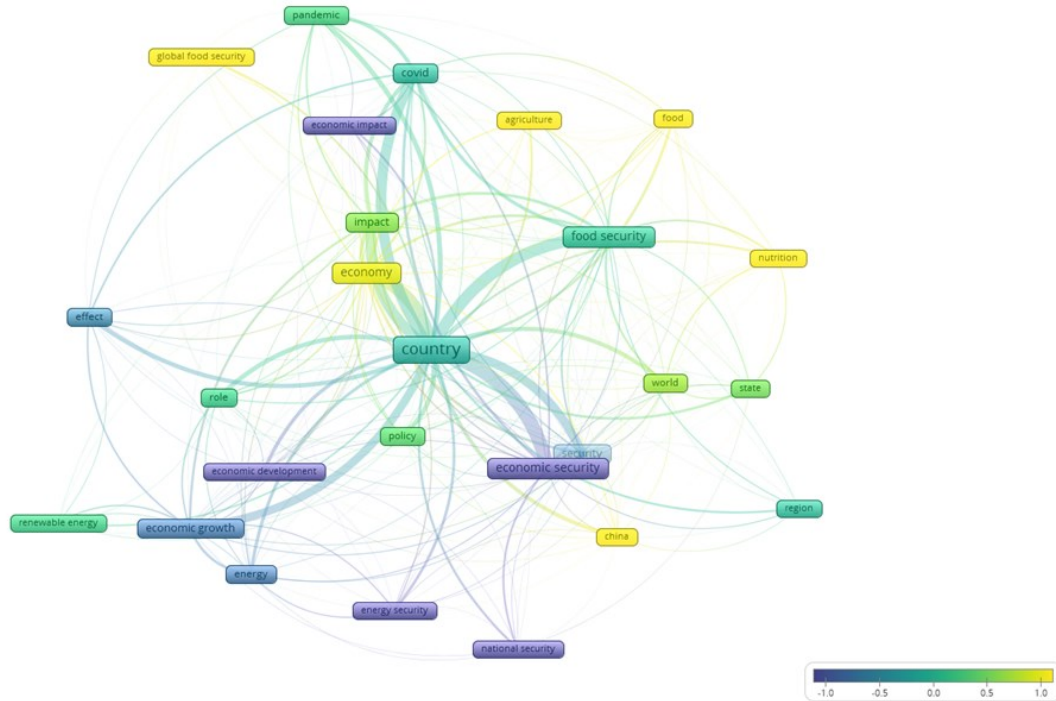 pandemic
global food security
covid
economic impact
agriculture
food
impact
food security
economy
nutrition
effect
country
world
state
role
policy
security
economic security
economic development
region
renewable energy
economic growth
china
energy
energy security
national security
-1.0 -0.5 0.0 0.5 1.0